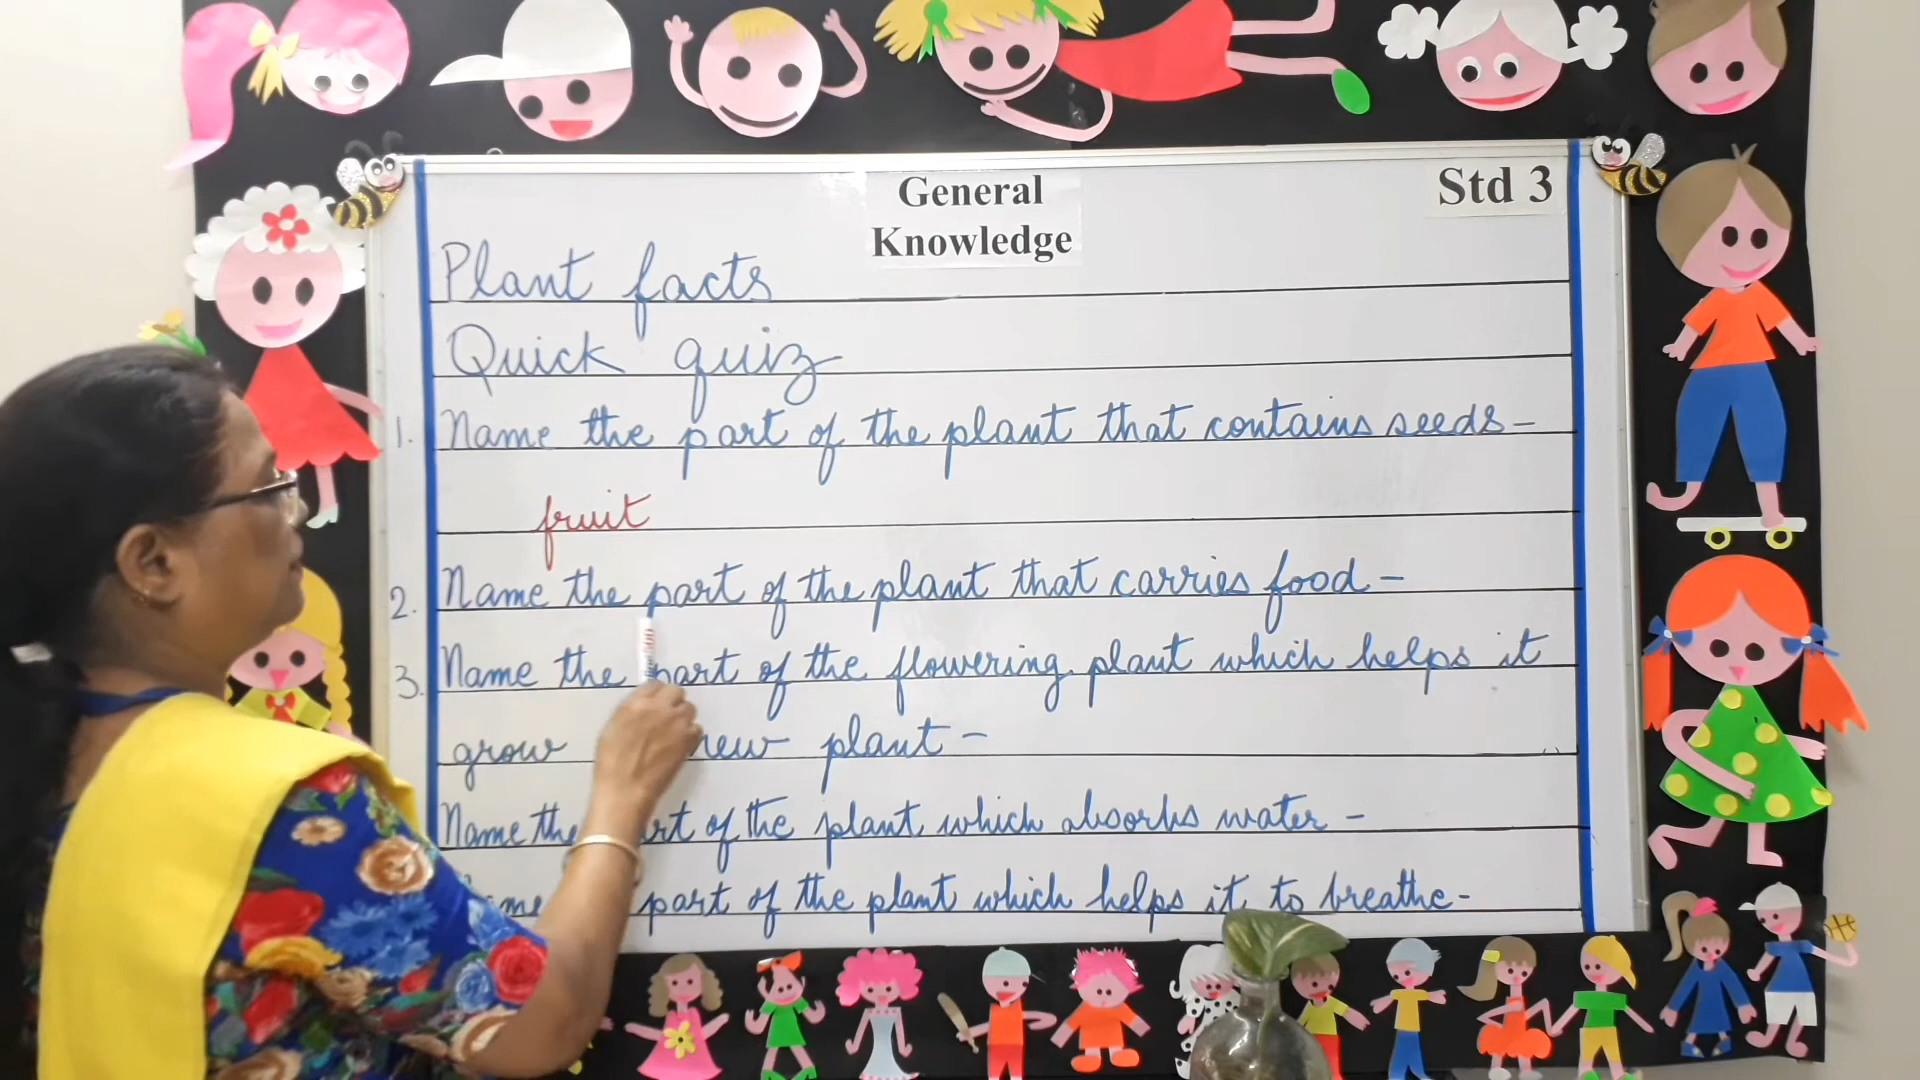 General
Knowledge
Std 3
Plant facts
Quick quiz
1. Name the part of the plant that contains seeds-
fruit
2. Name the part of the plant that carries food-
3. Name the part of the flowering plant which helps it
grow new plant-
Name the of the plant which absorbs water-
part of the plant which helps it to breathe-